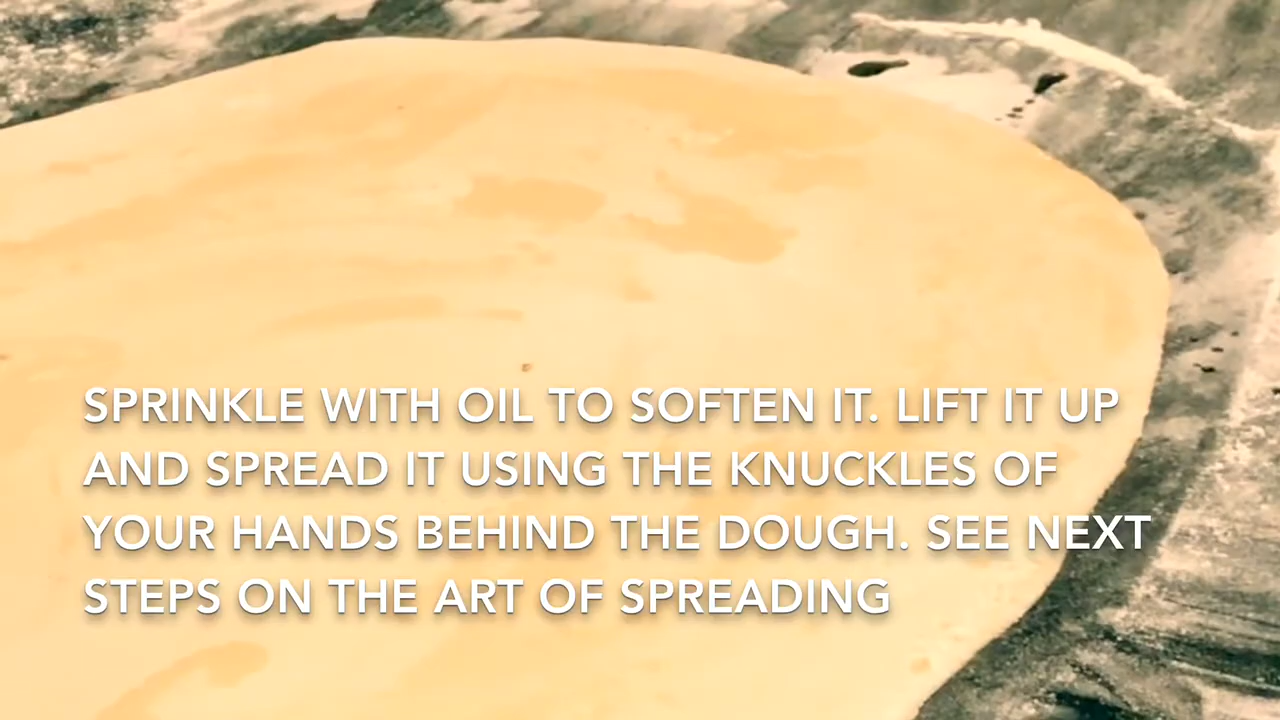 SPRINKLE WITH OIL TO SOFTEN IT. LIFT IT UP
AND SPREAD IT USING THE KNUCKLES OF
YOUR HANDS BEHIND THE DOUGH. SEE NEXT
STEPS ON THE ART OF SPREADING